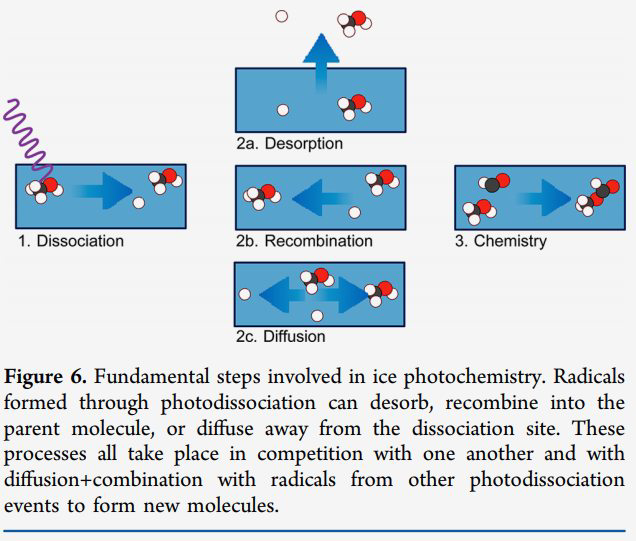 2a. Desorption
1. Dissociation
2b. Recombination
3. Chemistry
2c. Diffusion
Figure 6. Fundamental steps involved in ice photochemistry. Radicals
formed through photodissociation can desorb, recombine into the
parent molecule, or diffuse away from the dissociation site. These
processes all take place in competition with one another and with
diffusion+combination with radicals from other photodissociation
events to form new molecules.